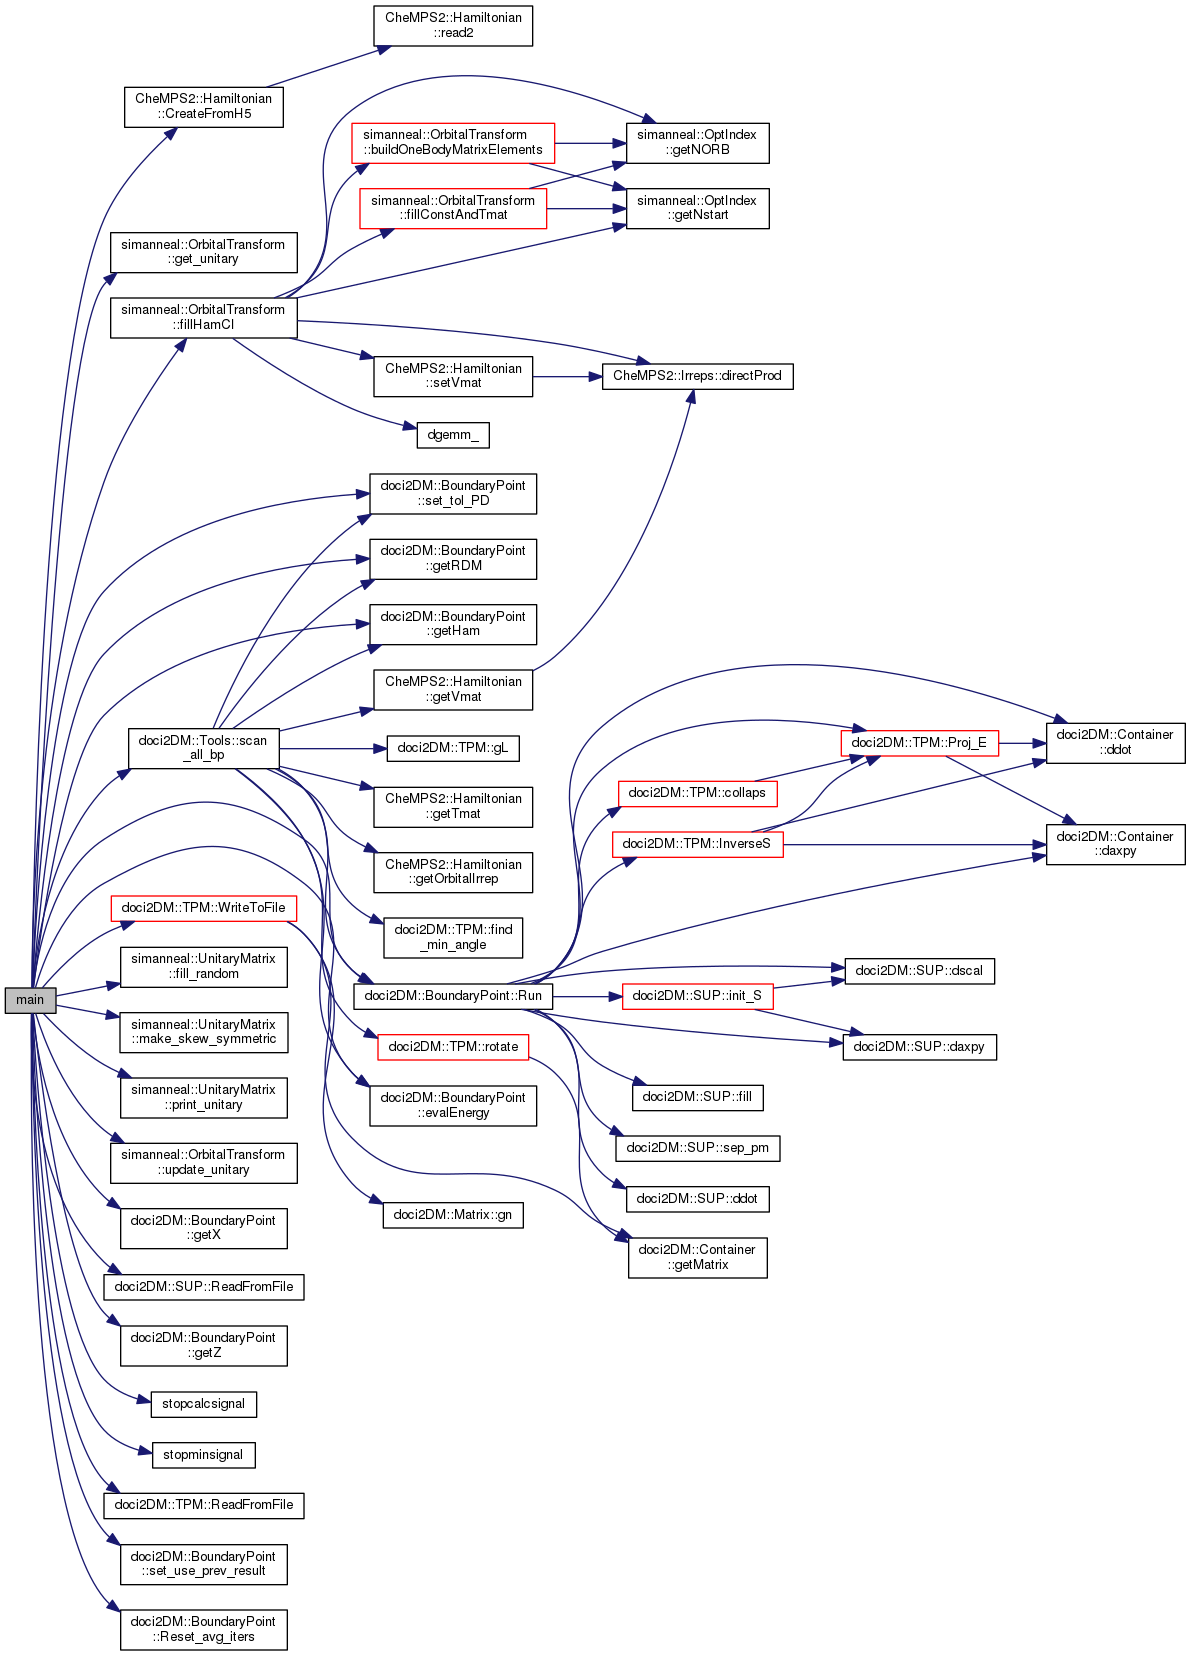 CheMPS2::Hamiltonian
::read2
CheMPS2::Hamiltonian
::CreateFromH5
simanneal::OrbitalTransform
::buildOneBodyMatrixElements
simanneal::OptIndex
::getNORB
simanneal::OrbitalTransform
::fillConstAndTmat
simanneal::OptIndex
::getNstart
simanneal::OrbitalTransform
::get_unitary
simanneal::OrbitalTransform
::fillHamCI
CheMPS2::Hamiltonian
::setVmat
CheMPS2::Irreps::directProd
dgemm_
doci2DM::BoundaryPoint
::set_tol_PD
doci2DM::BoundaryPoint
::getRDM
doci2DM::BoundaryPoint
::getHam
CheMPS2::Hamiltonian
::getVmat
doci2DM::Tools::scan
_all_bp
doci2DM::TPM::gL
doci2DM::TPM::Proj_E
doci2DM::Container
::ddot
CheMPS2::Hamiltonian
::getTmat
doci2DM::TPM::collaps
doci2DM::TPM::InverseS
doci2DM::Container
::daxpy
CheMPS2::Hamiltonian
::getOrbitalIrrep
doci2DM::TPM::WriteToFile
doci2DM::TPM::find
_min_angle
simanneal::UnitaryMatrix
::fill_random
doci2DM::SUP::dscal
main
doci2DM::BoundaryPoint::Run
doci2DM::SUP::init_S
simanneal::UnitaryMatrix
::make_skew_symmetric
doci2DM::TPM::rotate
doci2DM::SUP::daxpy
simanneal::UnitaryMatrix
::print_unitary
doci2DM::BoundaryPoint
::evalEnergy
doci2DM::SUP::fill
simanneal::OrbitalTransform
::update_unitary
doci2DM::SUP::sep_pm
doci2DM::SUP::ddot
doci2DM::BoundaryPoint
::getX
doci2DM::Matrix::gn
doci2DM::Container
::getMatrix
doci2DM::SUP::ReadFromFile
doci2DM::BoundaryPoint
::getZ
stopcalcsignal
stopminsignal
doci2DM::TPM::ReadFromFile
doci2DM::BoundaryPoint
::set_use_prev_result
doci2DM::BoundaryPoint
::Reset_avg_iters